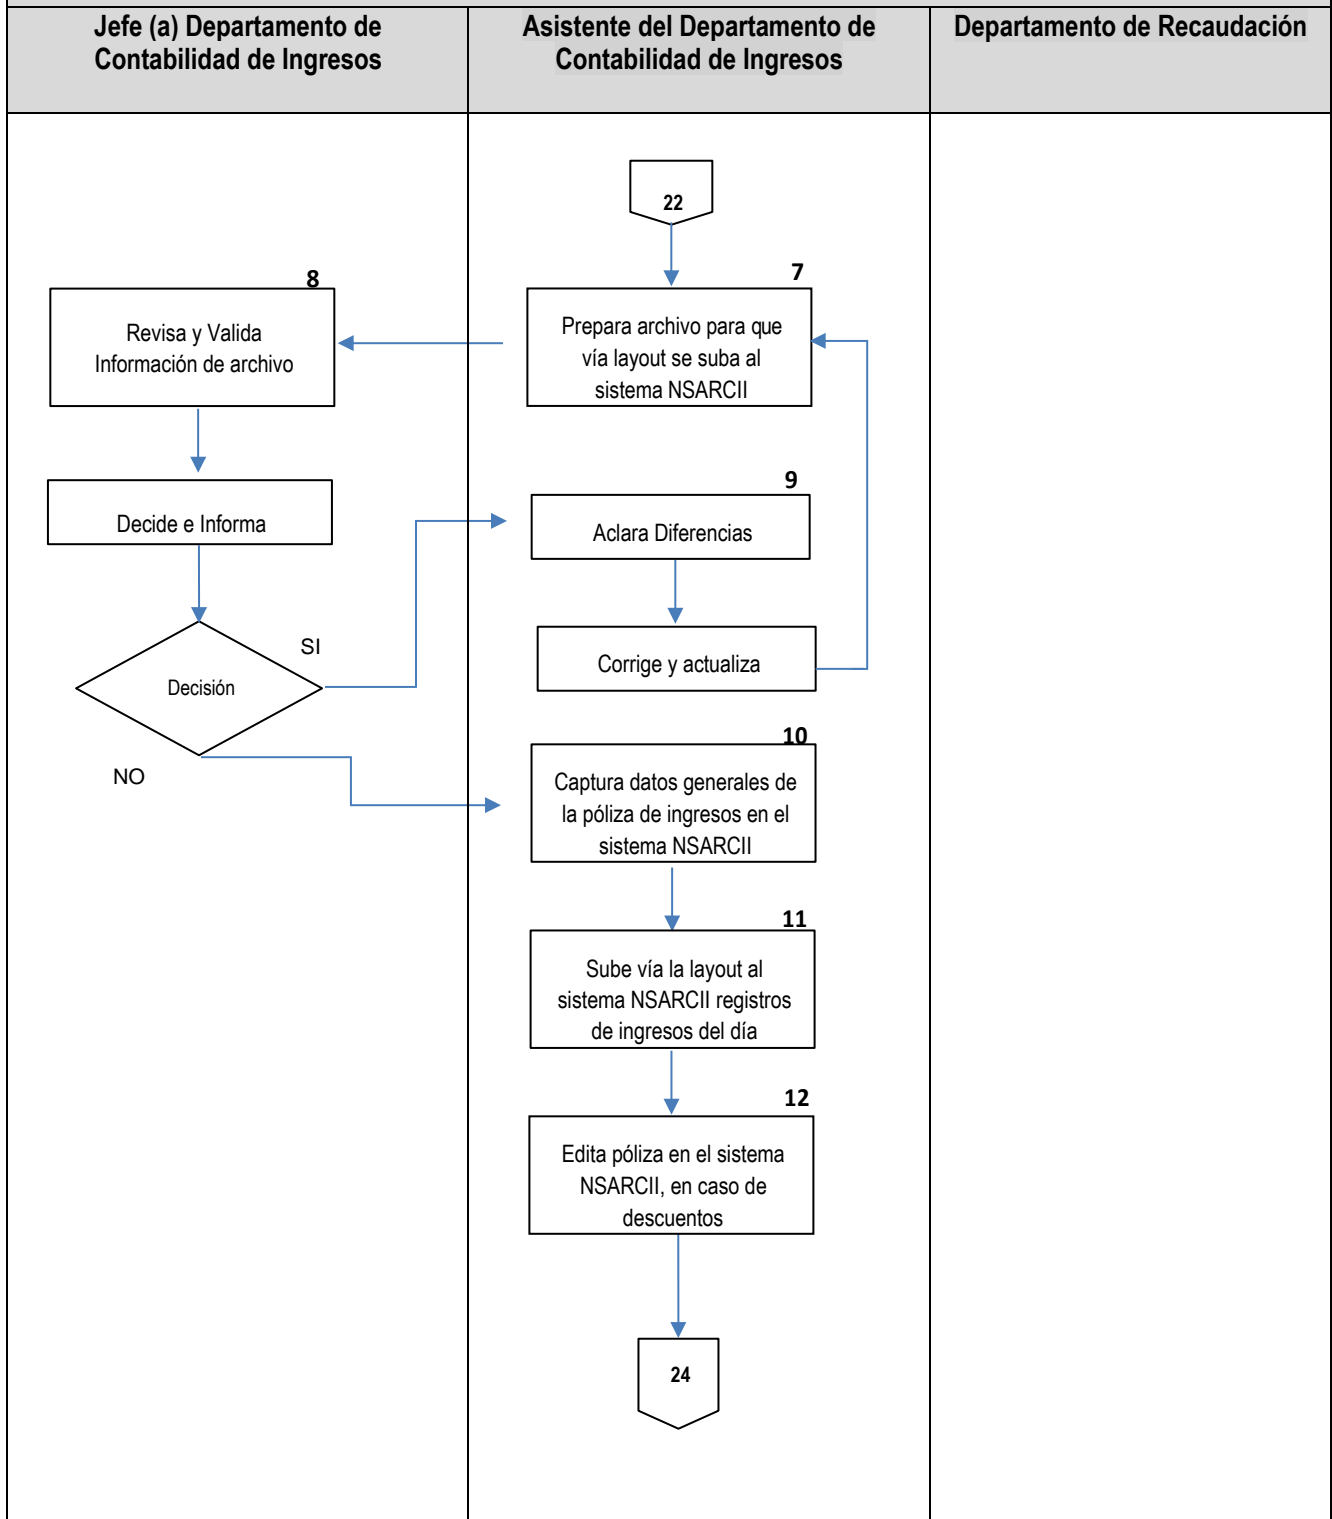 Jefe (a) Departamento de
Contabilidad de Ingresos
Asistente del Departamento de
Contabilidad de Ingresos
Departamento de Recaudación
22
7
Prepara archivo para que
vía layout se suba al
sistema NSARCII
8
Revisa y Valida
Información de archivo
Decide e Informa
Decisión
SI
NO
9
Aclara Diferencias
Corrige y actualiza
10
Captura datos generales de
la póliza de ingresos en el
sistema NSARCII
11
Sube vía la layout al
sistema NSARCII registros
de ingresos del día
12
Edita póliza en el sistema
NSARCII, en caso de
descuentos
24